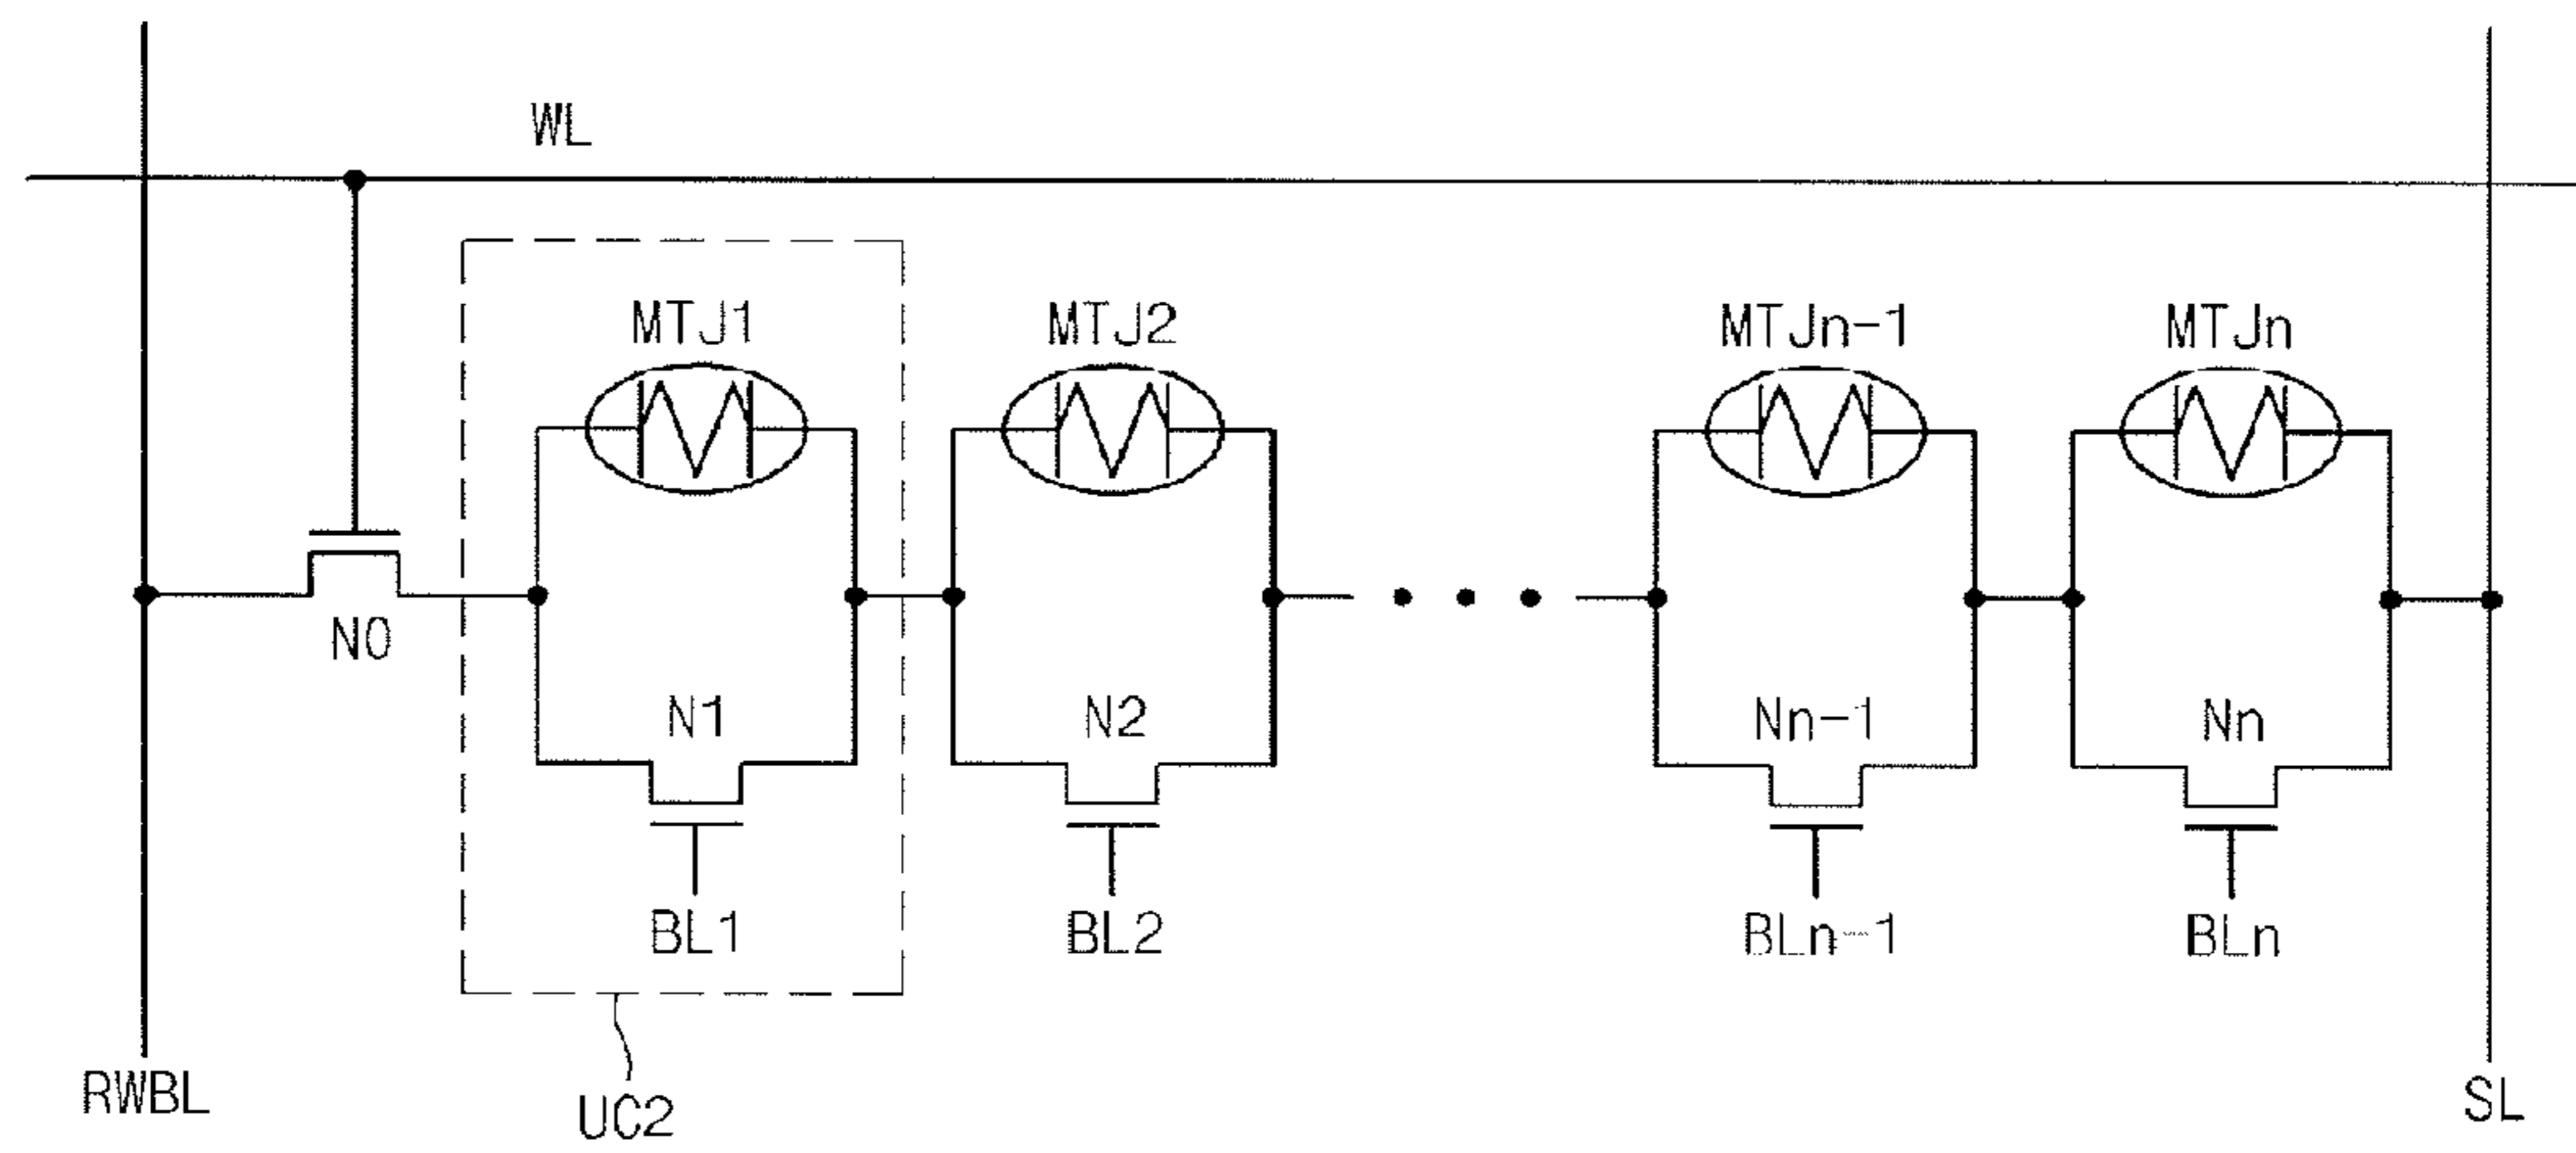 WL
MTJ1 MTJ2 MTJn-1 MTJn
N0
N1 N2 Nn-1 Nn
BL1 BL2 BLn-1 BLn
RWBL UC2 SL